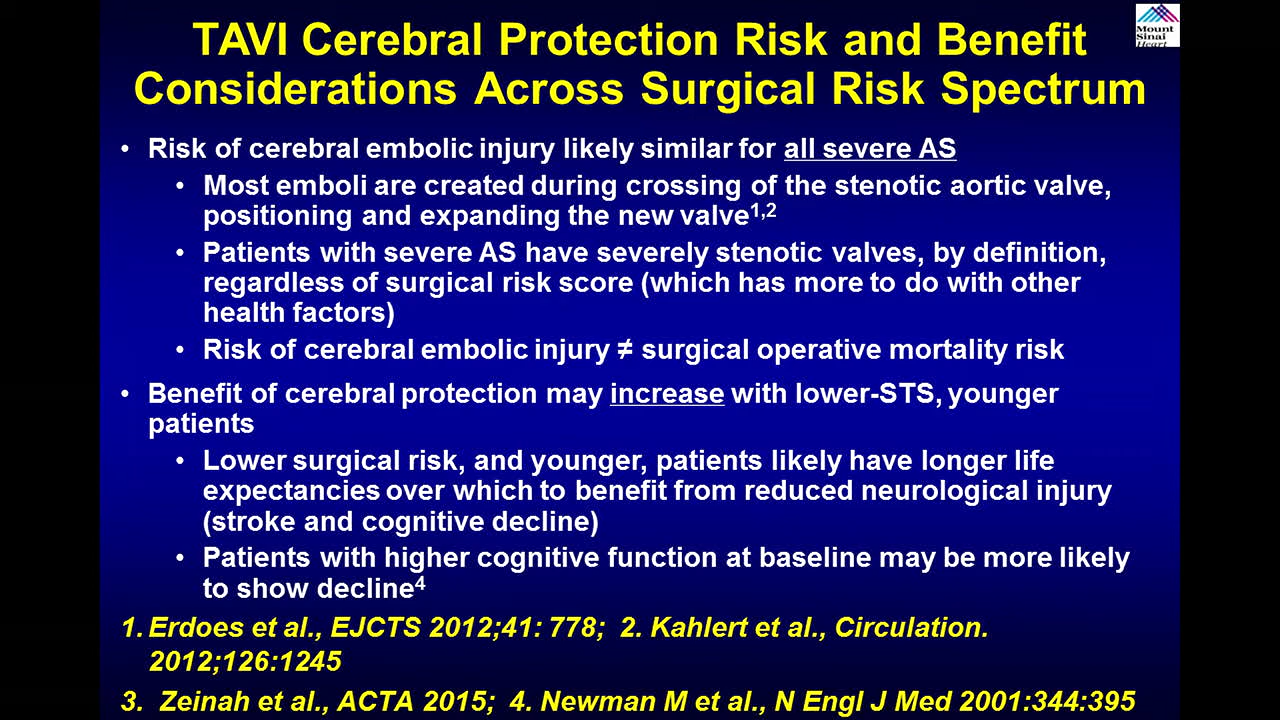 TAVI Cerebral Protection Risk and Benefit
Considerations Across Surgical Risk Spectrum
Mount
Sinai
Heart
• Risk of cerebral embolic injury likely similar for all severe AS
• Most emboli are created during crossing of the stenotic aortic valve,
positioning and expanding the new valve1,2
• Patients with severe AS have severely stenotic valves, by definition,
regardless of surgical risk score (which has more to do with other
health factors)
• Risk of cerebral embolic injury ≠ surgical operative mortality risk
• Benefit of cerebral protection may increase with lower-STS, younger
patients
• Lower surgical risk, and younger, patients likely have longer life
expectancies over which to benefit from reduced neurological injury
(stroke and cognitive decline)
• Patients with higher cognitive function at baseline may be more likely
to show decline4
1. Erdoes et al., EJCTS 2012;41: 778; 2. Kahlert et al., Circulation.
2012;126:1245
3. Zeinah et al., ACTA 2015; 4. Newman M et al., N Engl J Med 2001:344:395